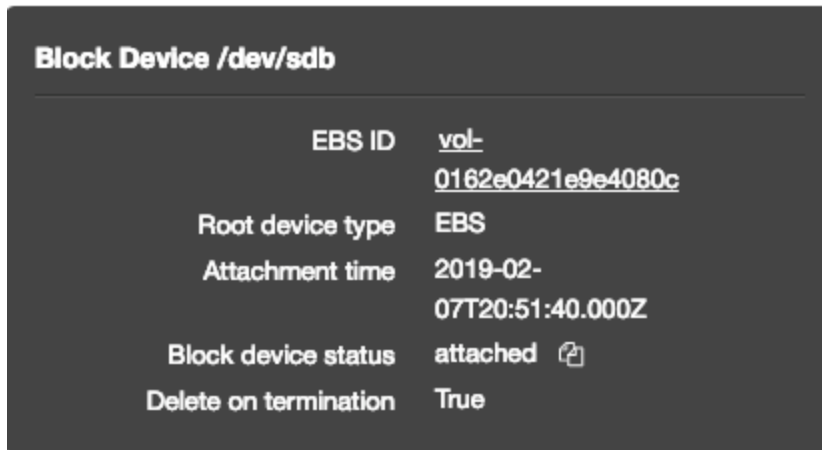 Block Device /dev/sdb
EBS ID vol-
0162e0421e9e4080c
Root device type EBS
Attachment time 2019-02-
07T20:51:40.000Z
Block device status attached
Delete on termination True